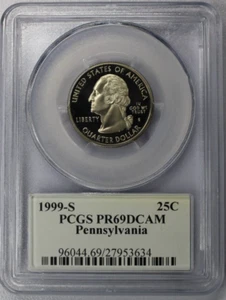 PCGS
UNITED STATES OF AMERICA
LIBERTY
IN
GOD WE
TRUST
S
QUARTER DOLLAR
1999-S 25C
PCGS PR69DCAM
Pennsylvania
96044.69/27953634